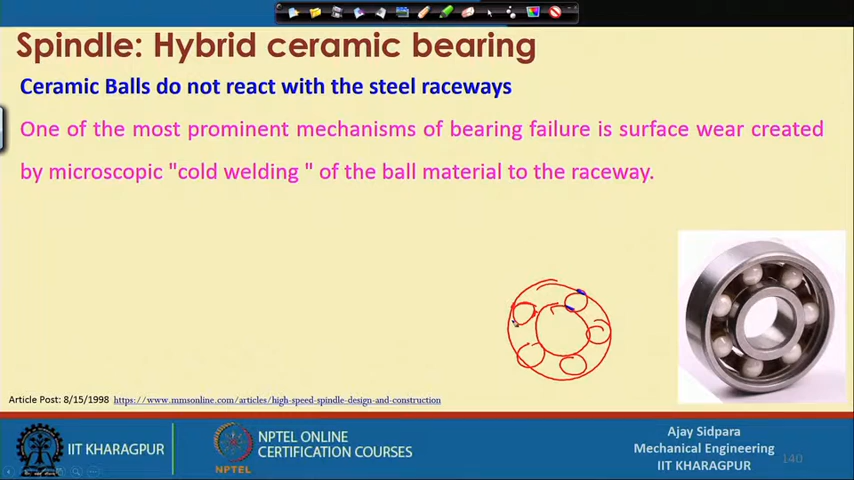 Spindle: Hybrid ceramic bearing
Ceramic Balls do not react with the steel raceways
One of the most prominent mechanisms of bearing failure is surface wear created
by microscopic "cold welding " of the ball material to the raceway.
Article Post: 8/15/1998 https://www.mmsonline.com/articles/high-speed-spindle-design-and-construction
IIT KHARAGPUR
NPTEL
NPTEL ONLINE
CERTIFICATION COURSES
Ajay Sidpara
Mechanical Engineering
IIT KHARAGPUR
140